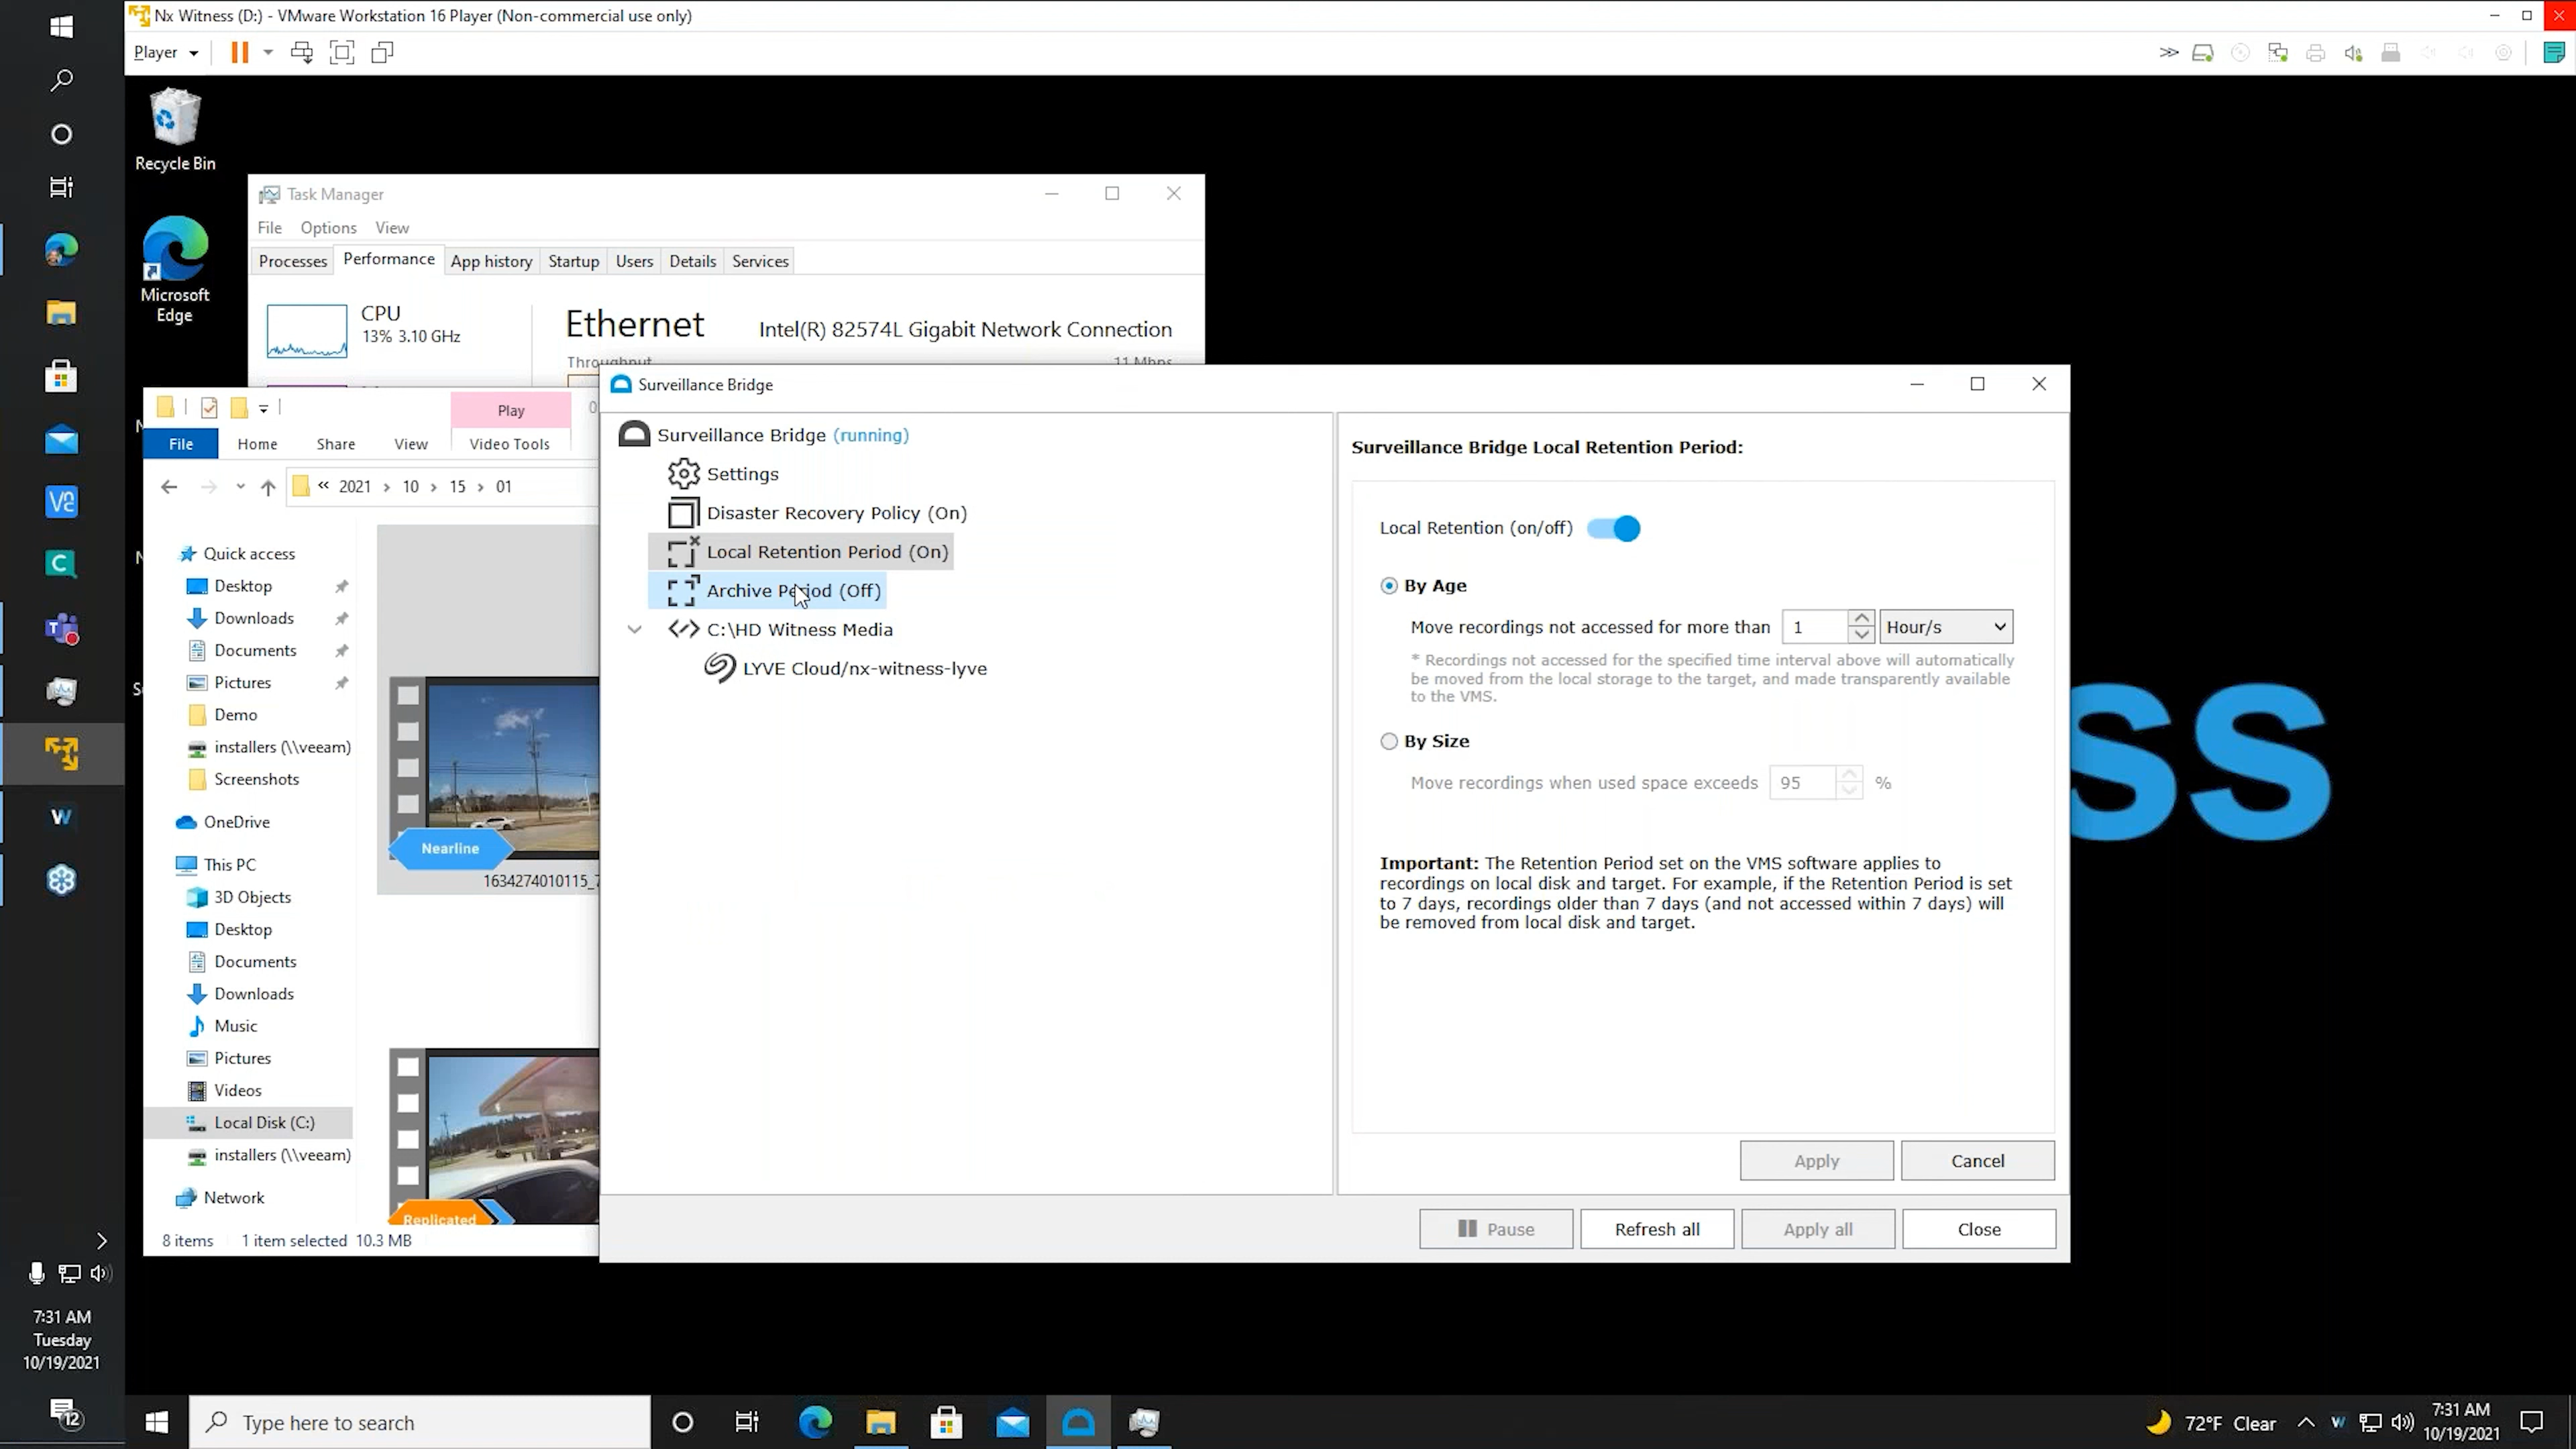 Nx Witness (D:) - VMware Workstation 16 Player (Non-commercial use only)
Player
Recycle Bin
Microsoft
Edge
Task Manager
File Options View
Processes Performance App history Startup Users Details Services
CPU
13% 3.10 GHz
Ethernet
Intel(R) 82574L Gigabit Network Connection
Throughput
11 Mbps
Play
File Home Share View Video Tools
« 2021 > 10 > 15 > 01
Quick access
Desktop
Downloads
Documents
Pictures
Demo
installers (\\veeam)
Screenshots
OneDrive
This PC
3D Objects
Desktop
Documents
Downloads
Music
Pictures
Videos
Local Disk (C:)
installers (\\veeam)
Network
Nearline
1634274010115_7
Replicated
8 items 1 item selected 10.3 MB
Surveillance Bridge
Surveillance Bridge (running)
Settings
Disaster Recovery Policy (On)
Local Retention Period (On)
Archive Period (Off)
C:\HD Witness Media
LYVE Cloud/nx-witness-lyve
Surveillance Bridge Local Retention Period:
Local Retention (on/off)
By Age
Move recordings not accessed for more than 1 Hour/s
* Recordings not accessed for the specified time interval above will automatically
be moved from the local storage to the target, and made transparently available
to the VMS.
By Size
Move recordings when used space exceeds 95 %
Important: The Retention Period set on the VMS software applies to
recordings on local disk and target. For example, if the Retention Period is set
to 7 days, recordings older than 7 days (and not accessed within 7 days) will
be removed from local disk and target.
Apply Cancel
Pause Refresh all Apply all Close
ss
7:31 AM
Tuesday
10/19/2021
12
Type here to search
72°F Clear
7:31 AM
10/19/2021